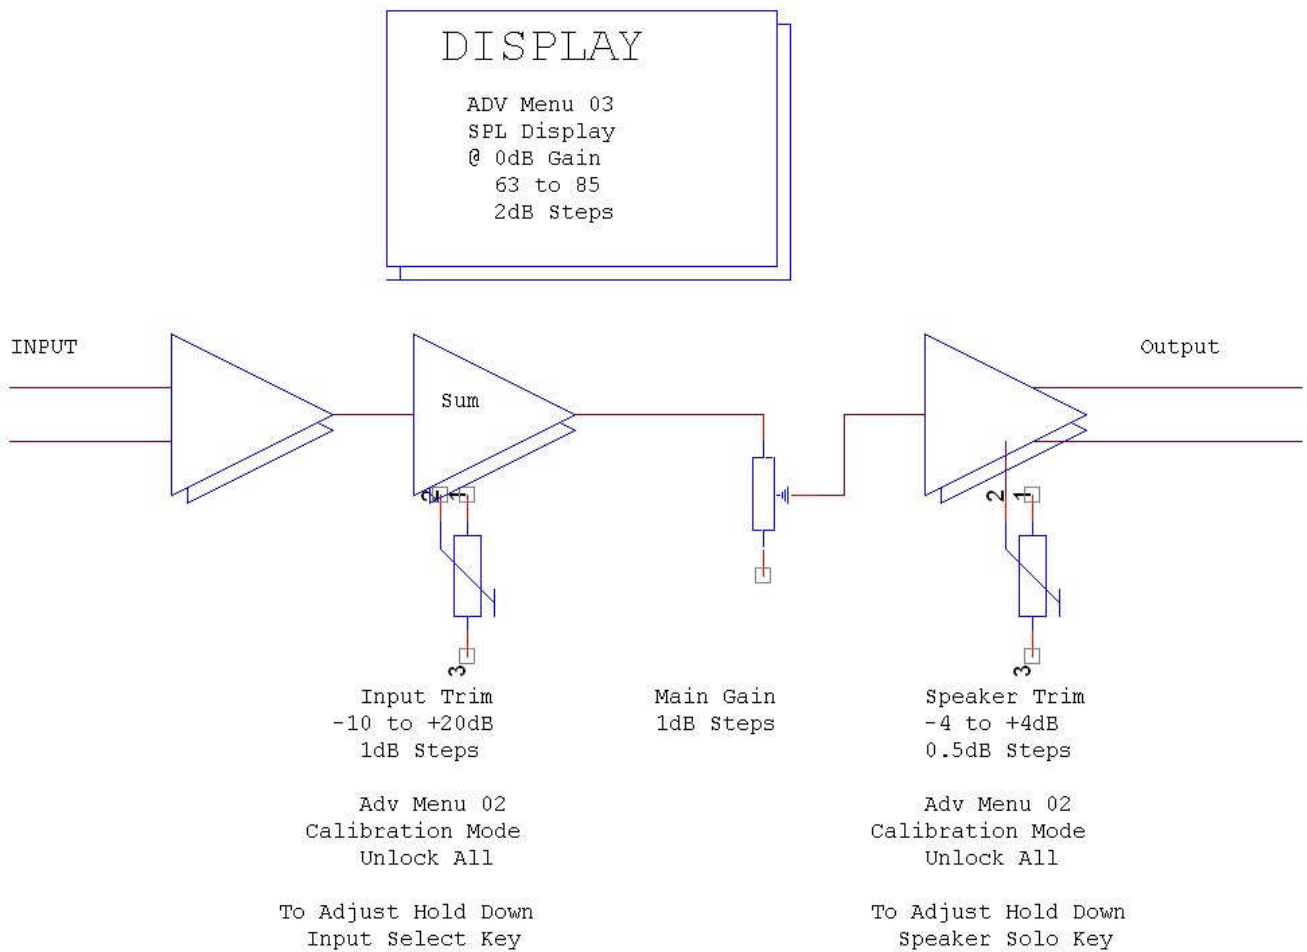 DISPLAY
ADV Menu 03
SPL Display
@ 0dB Gain
63 to 85
2dB Steps
INPUT
Output
Sum
2 1
2 1
3
3
Input Trim
-10 to +20dB
1dB Steps
Main Gain
1dB Steps
Speaker Trim
-4 to +4dB
0.5dB Steps
Adv Menu 02
Calibration Mode
Unlock All
Adv Menu 02
Calibration Mode
Unlock All
To Adjust Hold Down
Input Select Key
To Adjust Hold Down
Speaker Solo Key